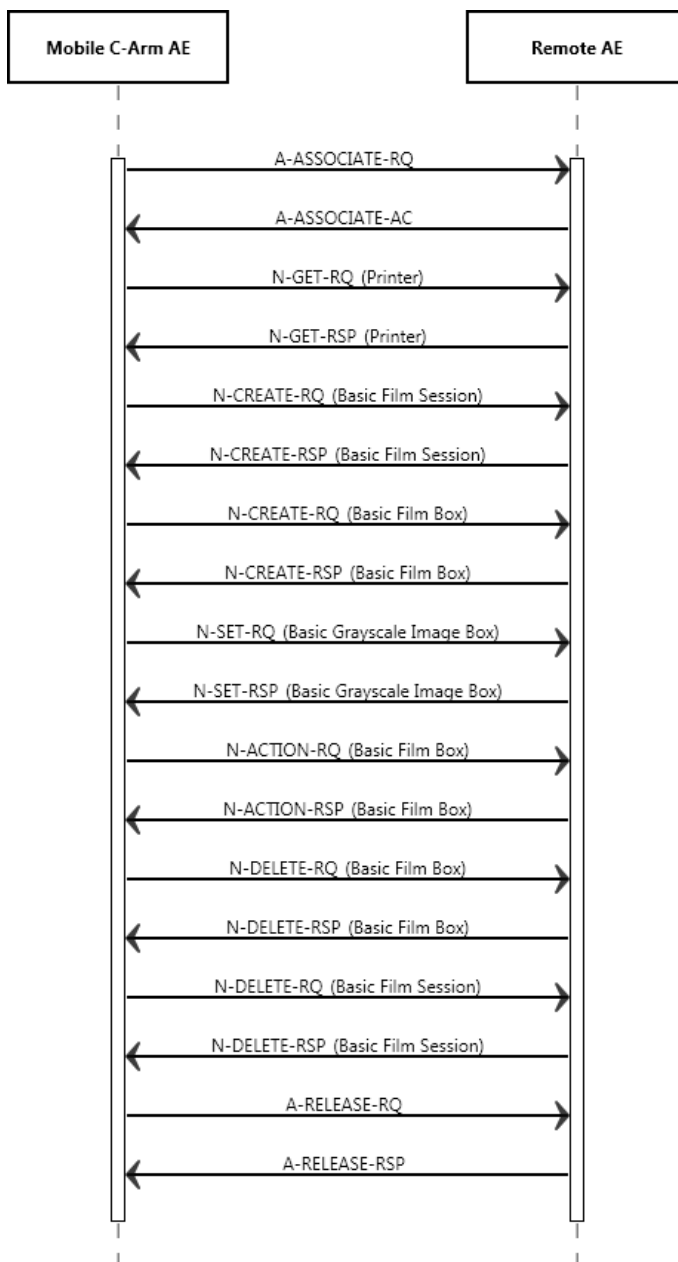 Mobile C-Arm AE
Remote AE
A-ASSOCIATE-RQ
A-ASSOCIATE-AC
N-GET-RQ (Printer)
N-GET-RSP (Printer)
N-CREATE-RQ (Basic Film Session)
N-CREATE-RSP (Basic Film Session)
N-CREATE-RQ (Basic Film Box)
N-CREATE-RSP (Basic Film Box)
N-SET-RQ (Basic Grayscale Image Box)
N-SET-RSP (Basic Grayscale Image Box)
N-ACTION-RQ (Basic Film Box)
N-ACTION-RSP (Basic Film Box)
N-DELETE-RQ (Basic Film Box)
N-DELETE-RSP (Basic Film Box)
N-DELETE-RQ (Basic Film Session)
N-DELETE-RSP (Basic Film Session)
A-RELEASE-RQ
A-RELEASE-RSP